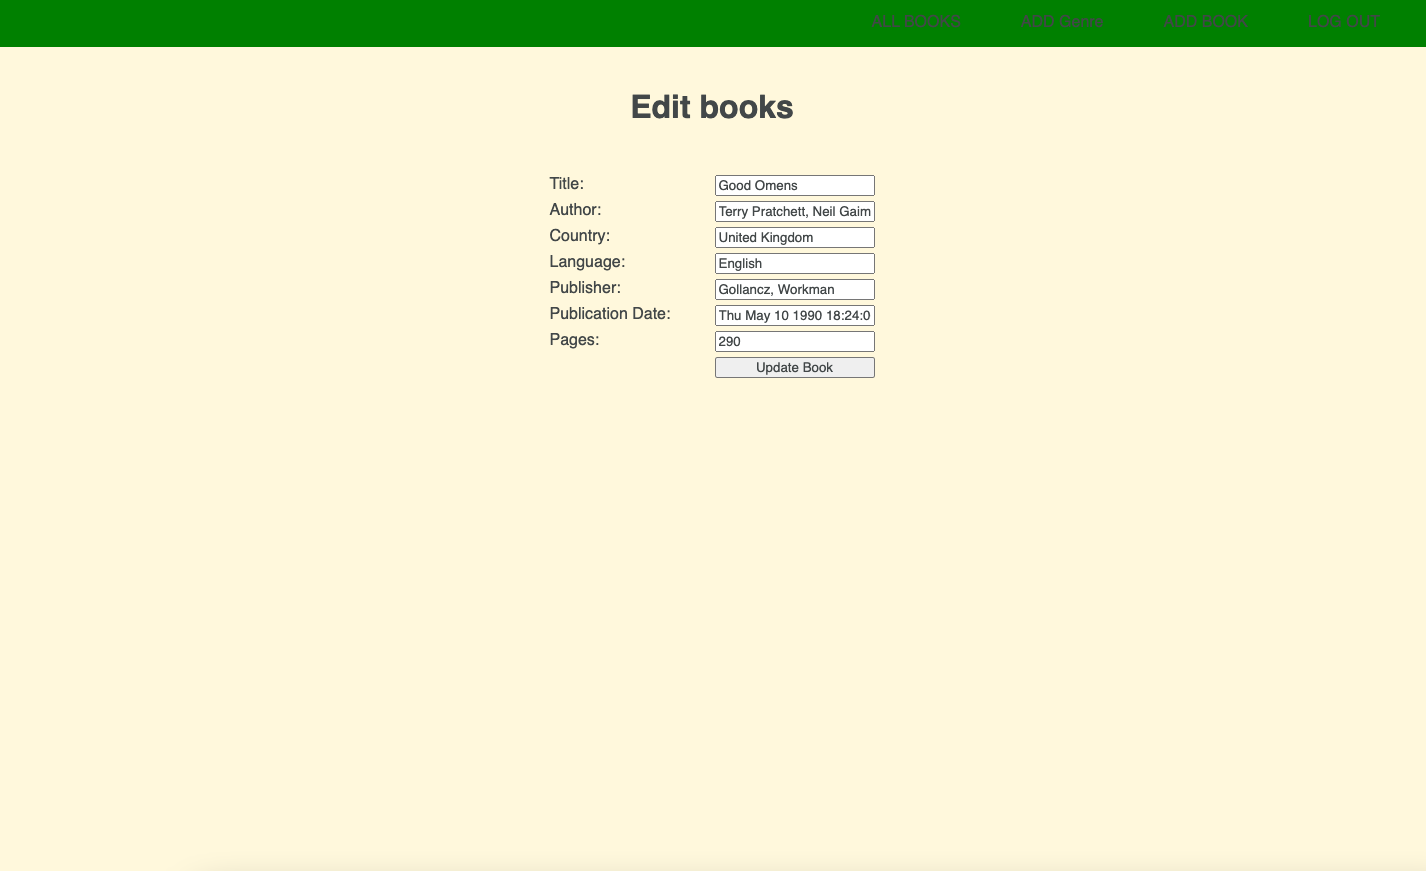 ALL BOOKS ADD Genre ADD BOOK LOG OUT
Edit books
Title: Good Omens
Author: Terry Pratchett, Neil Gaim
Country: United Kingdom
Language: English
Publisher: Gollancz, Workman
Publication Date: Thu May 10 1990 18:24:0
Pages: 290
Update Book